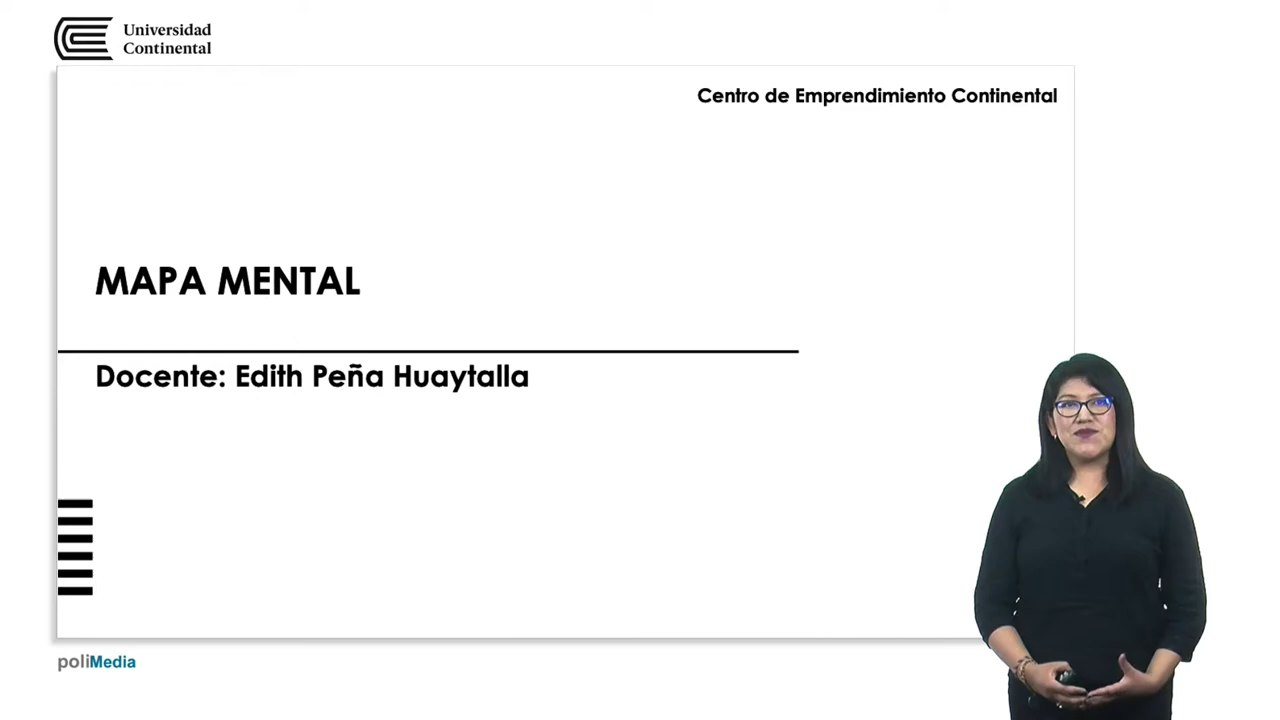 Universidad
Continental
Centro de Emprendimiento Continental
MAPA MENTAL
Docente: Edith Peña Huaytalla
poliMedia